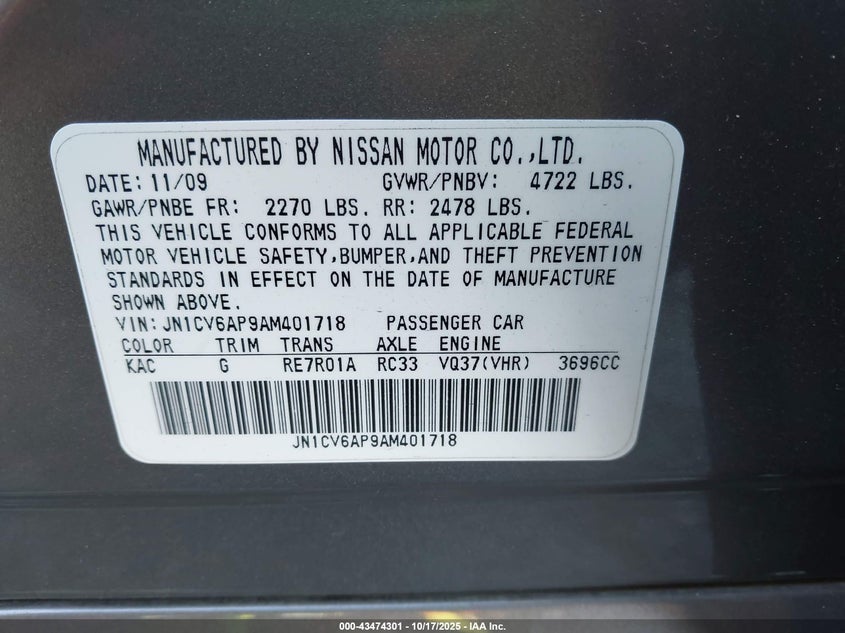 MANUFACTURED BY NISSAN MOTOR CO.,LTD.
DATE: 11/09 GVWR/PNBV: 4722 LBS.
GAWR/PNBE FR: 2270 LBS. RR: 2478 LBS.
THIS VEHICLE CONFORMS TO ALL APPLICABLE FEDERAL
MOTOR VEHICLE SAFETY,BUMPER,AND THEFT PREVENTION
STANDARDS IN EFFECT ON THE DATE OF MANUFACTURE
SHOWN ABOVE.
VIN: JN1CV6AP9AM401718 PASSENGER CAR
COLOR TRIM TRANS AXLE ENGINE
KAC G RE7R01A RC33 VQ37(VHR) 3696CC
JN1CV6AP9AM401718
000-43474301 - 10/17/2025 - IAA Inc.